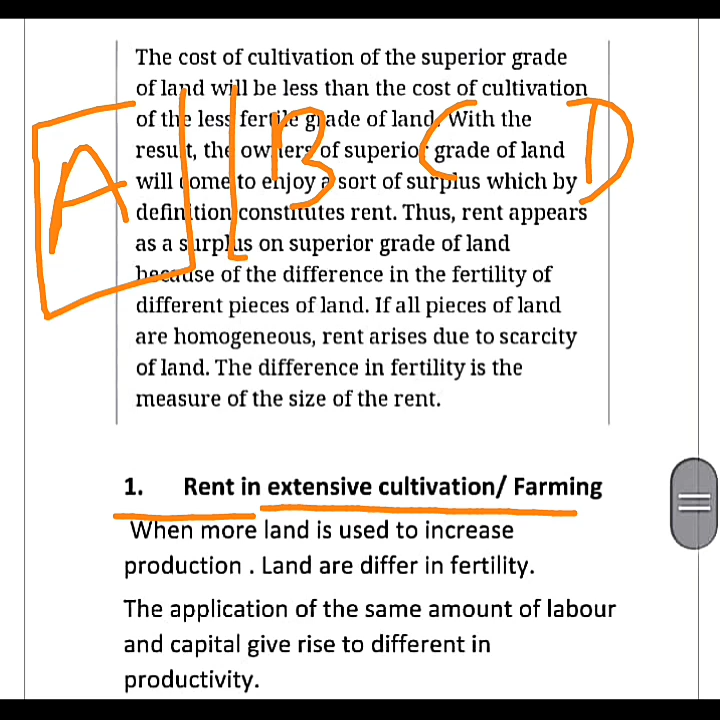 The cost of cultivation of the superior grade
of land will be less than the cost of cultivation
of the less fertile grade of land. With the
result, the owners of superior grade of land
will come to enjoy a sort of surplus which by
definition constitutes rent. Thus, rent appears
as a surplus on superior grade of land
because of the difference in the fertility of
different pieces of land. If all pieces of land
are homogeneous, rent arises due to scarcity
of land. The difference in fertility is the
measure of the size of the rent.
A B C D
1. Rent in extensive cultivation/ Farming
When more land is used to increase
production . Land are differ in fertility.
The application of the same amount of labour
and capital give rise to different in
productivity.